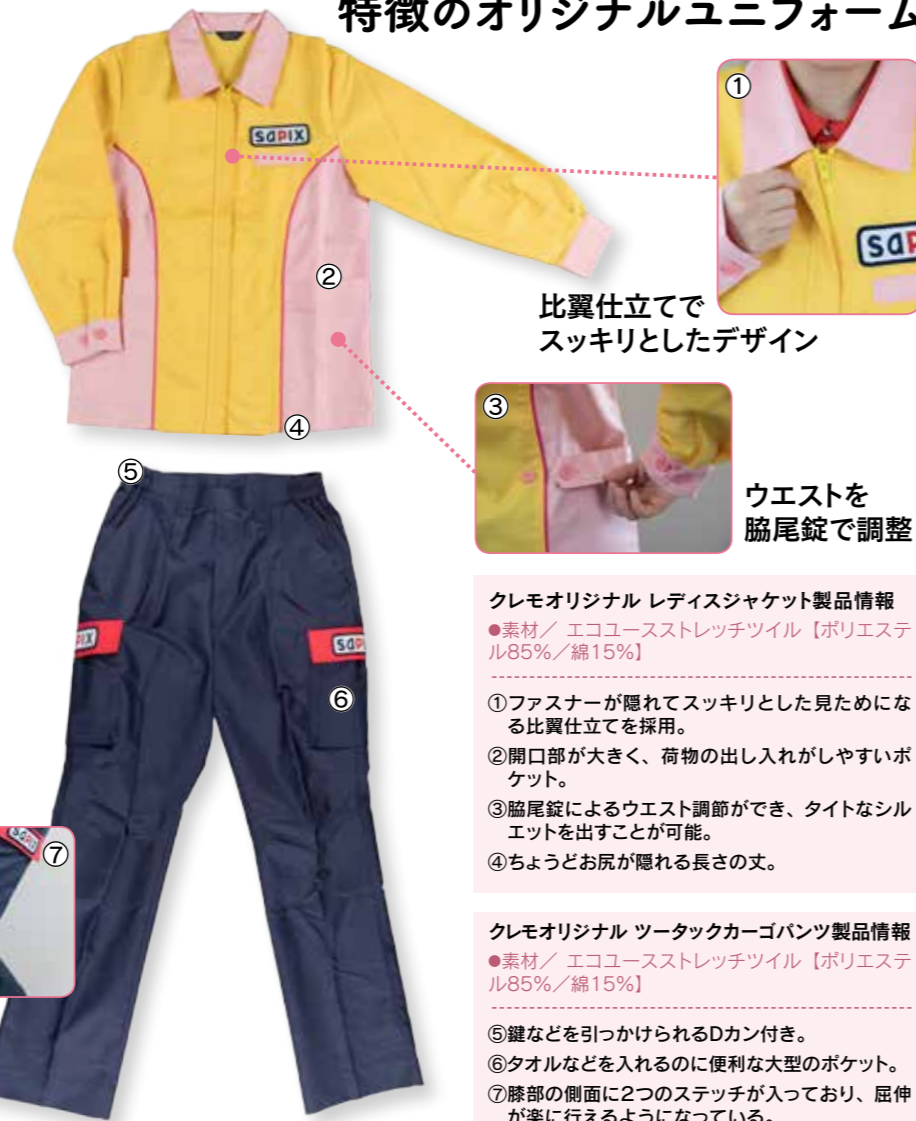 特徴のオリジナルユニフォーム
sapix
①
②
比翼仕立てで
スッキリとしたデザイン
③
④
ウエストを
脇尾錠で調整
⑤
⑥
⑦
sapix
クレモオリジナル レディスジャケット製品情報
●素材／ エコユースストレッチツイル【ポリエステ
ル85%／綿15%】
①ファスナーが隠れてスッキリとした見ためにな
る比翼仕立てを採用。
②開口部が大きく、荷物の出し入れがしやすいポ
ケット。
③脇尾錠によるウエスト調節ができ、タイトなシル
エットを出すことが可能。
④ちょうどお尻が隠れる長さの丈。
クレモオリジナル ツータックカーゴパンツ製品情報
●素材／ エコユースストレッチツイル【ポリエステ
ル85%／綿15%】
⑤鍵などを引っかけられるDカン付き。
⑥タオルなどを入れるのに便利な大型のポケット。
⑦膝部の側面に2つのステッチが入っており、屈伸
が楽に行えるようになっている。